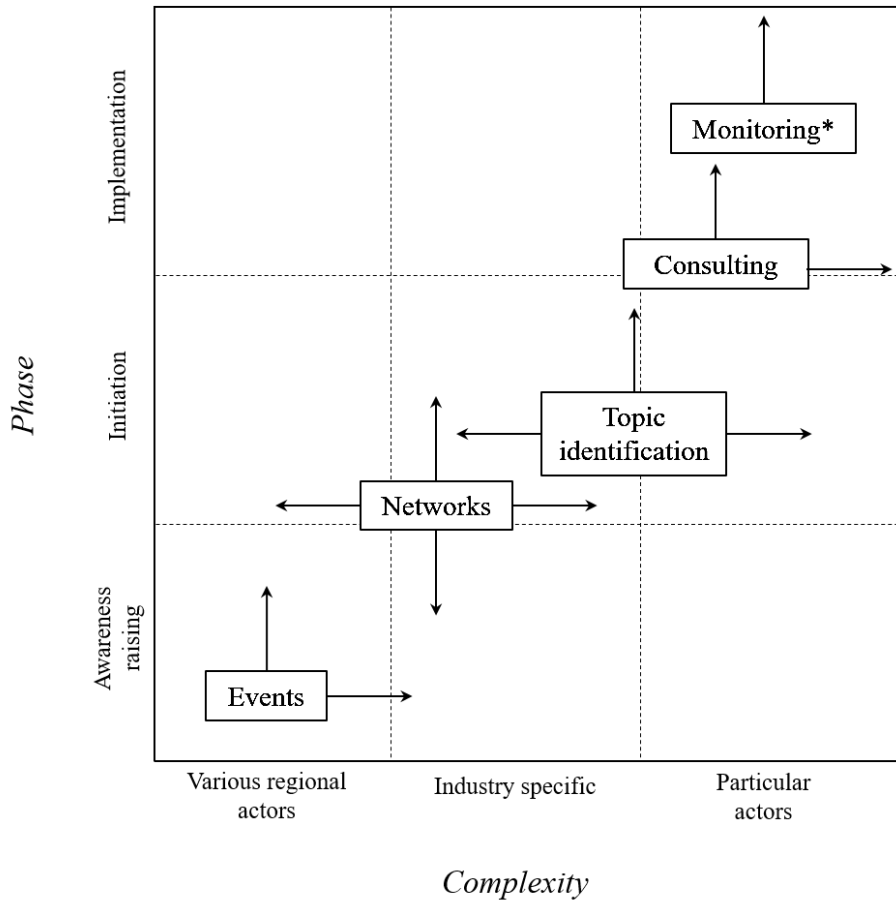 Implementation
Monitoring*
Consulting
Phase
Initiation
Topic
identification
Networks
Awareness
raising
Events
Various regional
actors
Industry specific
Particular
actors
Complexity